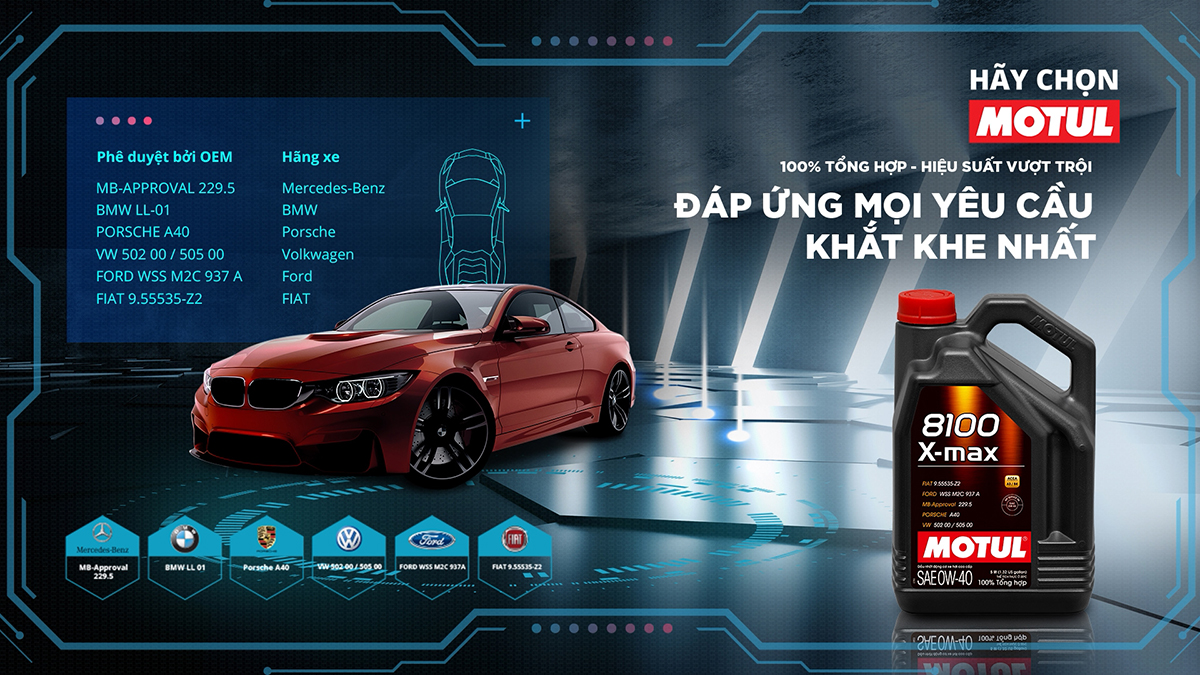 HÃY CHỌN
MOTUL
100% TỔNG HỢP - HIỆU SUẤT VƯỢT TRỘI
ĐÁP ỨNG MỌI YÊU CẦU
KHẮT KHE NHẤT
Phê duyệt bởi OEM Hãng xe
MB-APPROVAL 229.5 Mercedes-Benz
BMW LL-01 BMW
PORSCHE A40 Porsche
VW 502 00 / 505 00 Volkwagen
FORD WSS M2C 937 A Ford
FIAT 9.55535-Z2 FIAT
MOTUL
8100
X-max
FIAT 9.55535-Z2
FORD WSS M2C 937 A
MB-Approval 229.5
PORSCHE A40
VW 502 00 / 505 00
ACEA
MOTUL
SAE 0W-40
100% Tổng hợp
Mercedes-Benz
MB-Approval
229.5
BMW LL 01
Porsche A40
VW 502 00 / 505 00
Ford
FORD WSS M2C 937A
FIAT
FIAT 9.55535-Z2